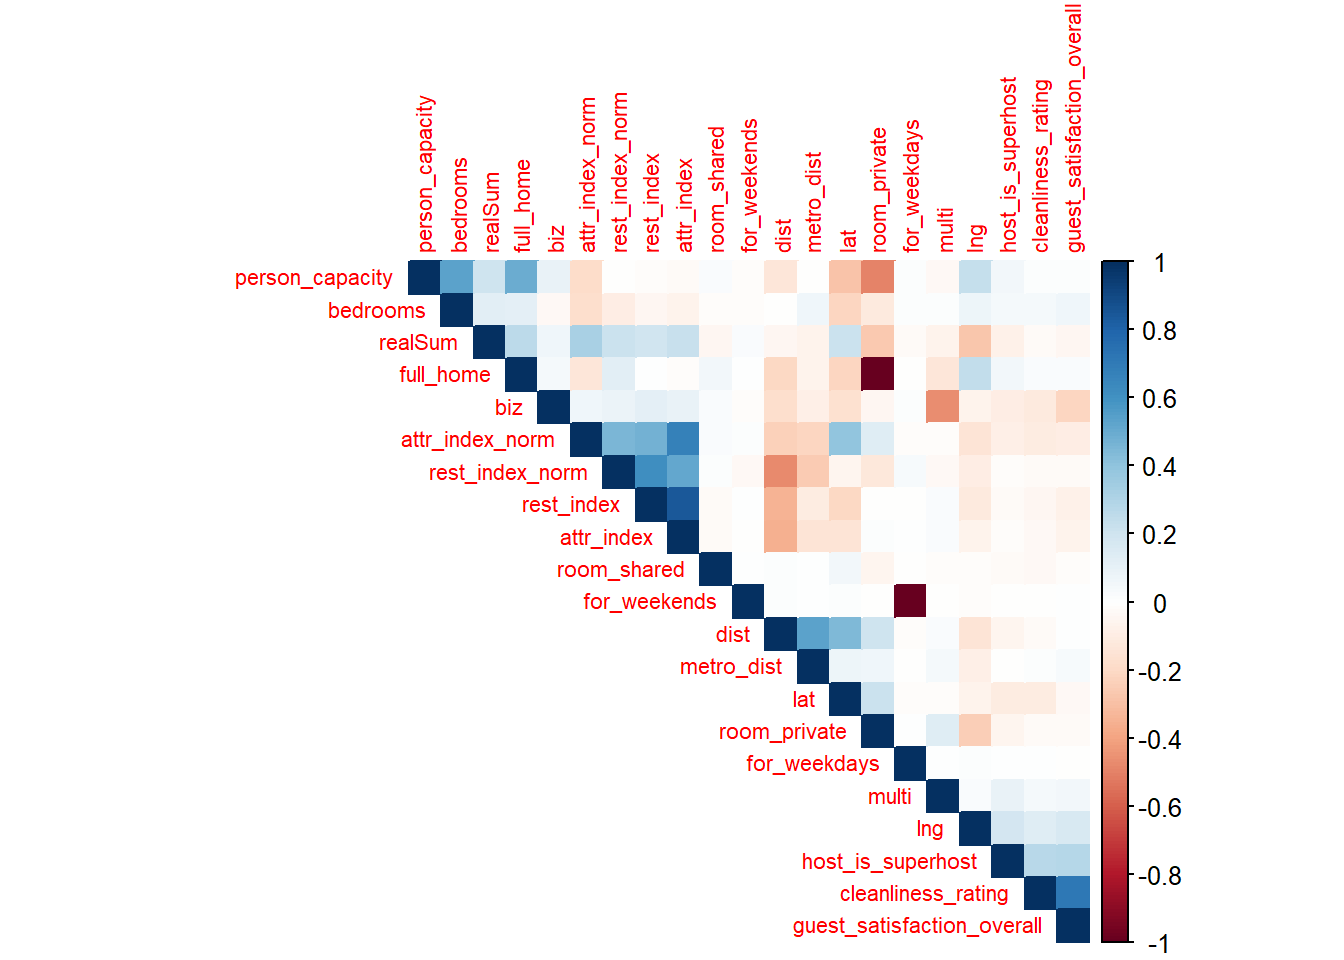 person_capacity
bedrooms
realSum
full_home
biz
attr_index_norm
rest_index_norm
rest_index
attr_index
room_shared
for_weekends
dist
metro_dist
lat
room_private
for_weekdays
multi
lng
host_is_superhost
cleanliness_rating
guest_satisfaction_overall
person_capacity
bedrooms
realSum
full_home
biz
attr_index_norm
rest_index_norm
rest_index
attr_index
room_shared
for_weekends
dist
metro_dist
lat
room_private
for_weekdays
multi
lng
host_is_superhost
cleanliness_rating
guest_satisfaction_overall
1
0.8
0.6
0.4
0.2
0
-0.2
-0.4
-0.6
-0.8
-1